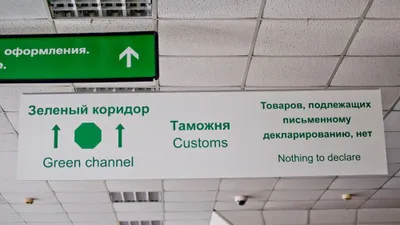 оформления.
е.
Зеленый коридор
Green channel
Таможня
Customs
Товаров, подлежащих
письменному
декларированию, нет
Nothing to declare